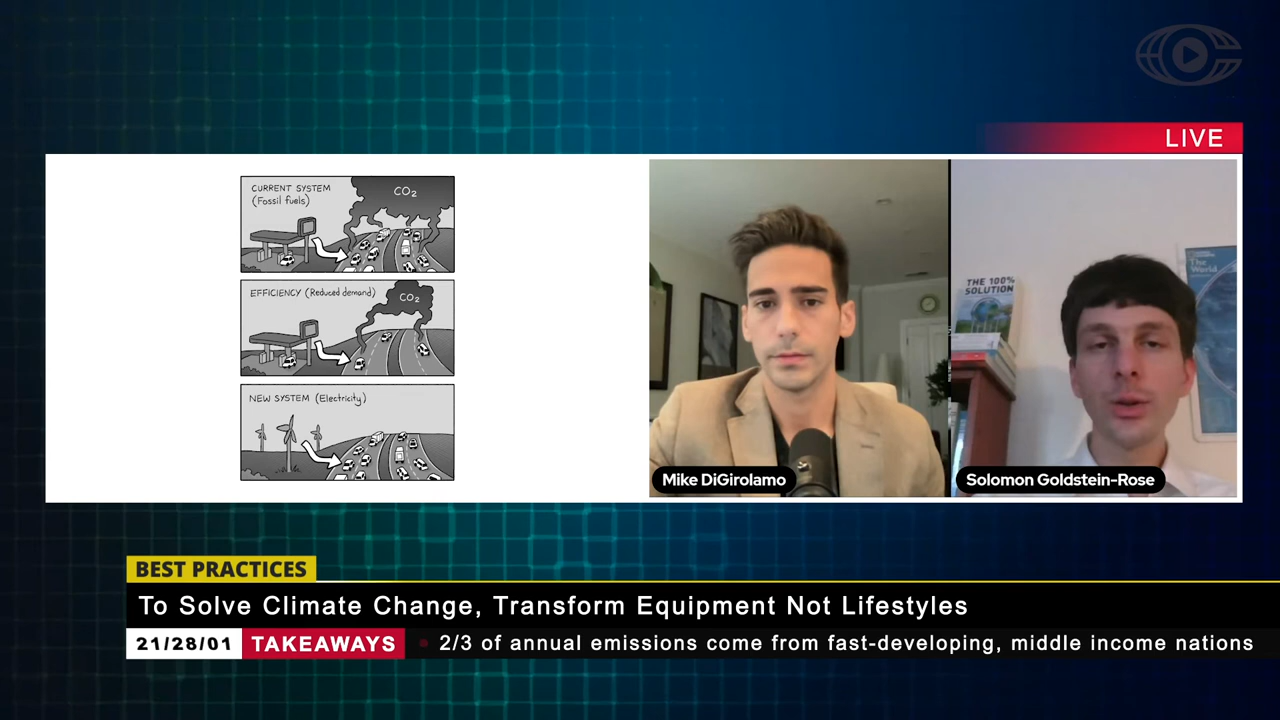 LIVE
CURRENT SYSTEM
(Fossil fuels)
CO₂
EFFICIENCY (Reduced demand)
CO₂
NEW SYSTEM (Electricity)
THE 100%
SOLUTION
The
World
Mike DiGirolamo
Solomon Goldstein-Rose
BEST PRACTICES
To Solve Climate Change, Transform Equipment Not Lifestyles
21/28/01 TAKEAWAYS • 2/3 of annual emissions come from fast-developing, middle income nations